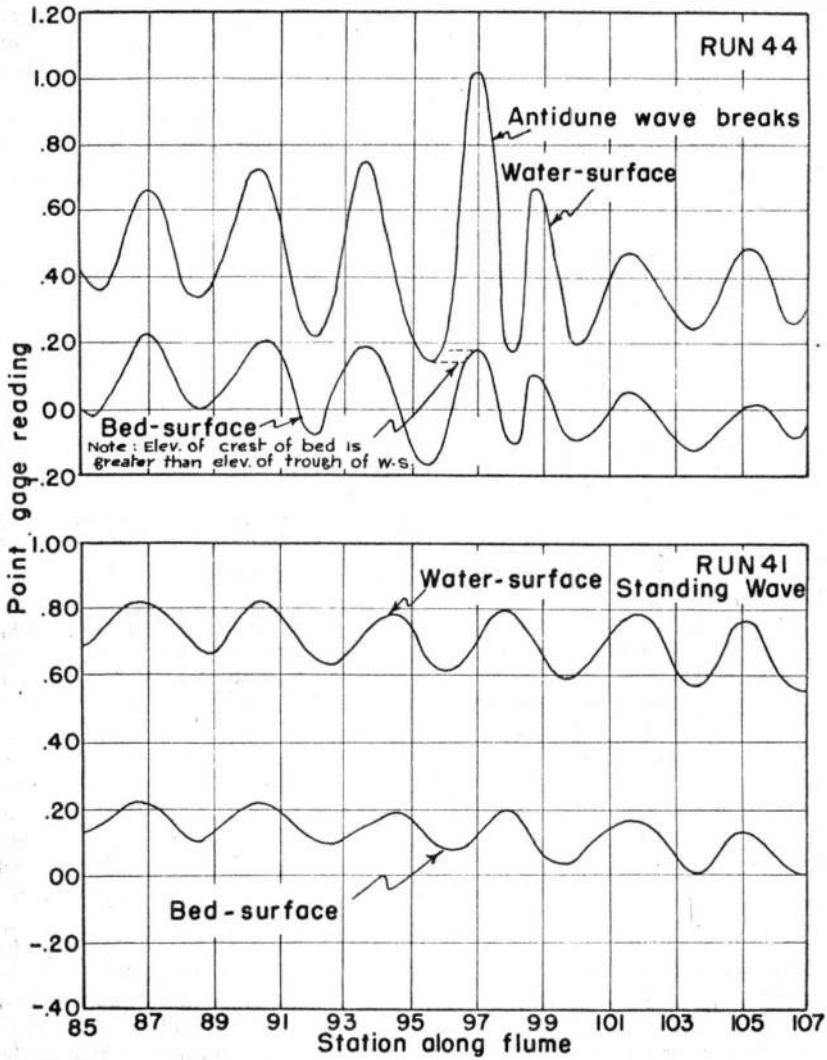 1.20
RUN 44
1.00
Antidune wave breaks
.80
Water-surface
.60
.40
.20
00
Bed-surface
Note : Elev. of crest of bed is
greater than elev. of trough of W.S.
-.20
Point gage reading
1.00
RUN 41
Standing Wave
Water-surface
.80
.60
.40
.20
00
Bed-surface
-.20
-.40
85 87 89 91 93 95 97 99 101 103 105 107
Station along flume